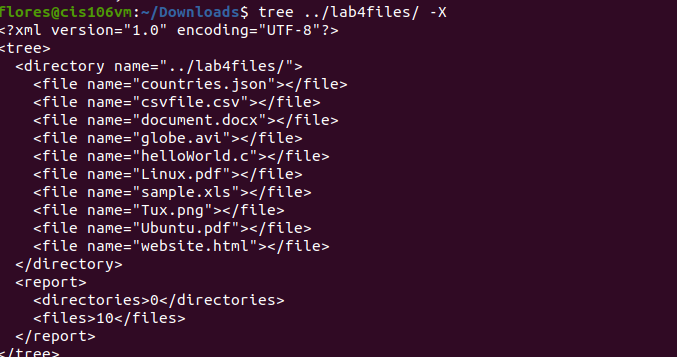 flores@cis106vm:~/Downloads$ tree ../lab4files/ -X
<?xml version="1.0" encoding="UTF-8"?>
<tree>
  <directory name="../lab4files/">
    <file name="countries.json"></file>
    <file name="csvfile.csv"></file>
    <file name="document.docx"></file>
    <file name="globe.avi"></file>
    <file name="helloWorld.c"></file>
    <file name="Linux.pdf"></file>
    <file name="sample.xls"></file>
    <file name="Tux.png"></file>
    <file name="Ubuntu.pdf"></file>
    <file name="website.html"></file>
  </directory>
  <report>
    <directories>0</directories>
    <files>10</files>
  </report>
</tree>